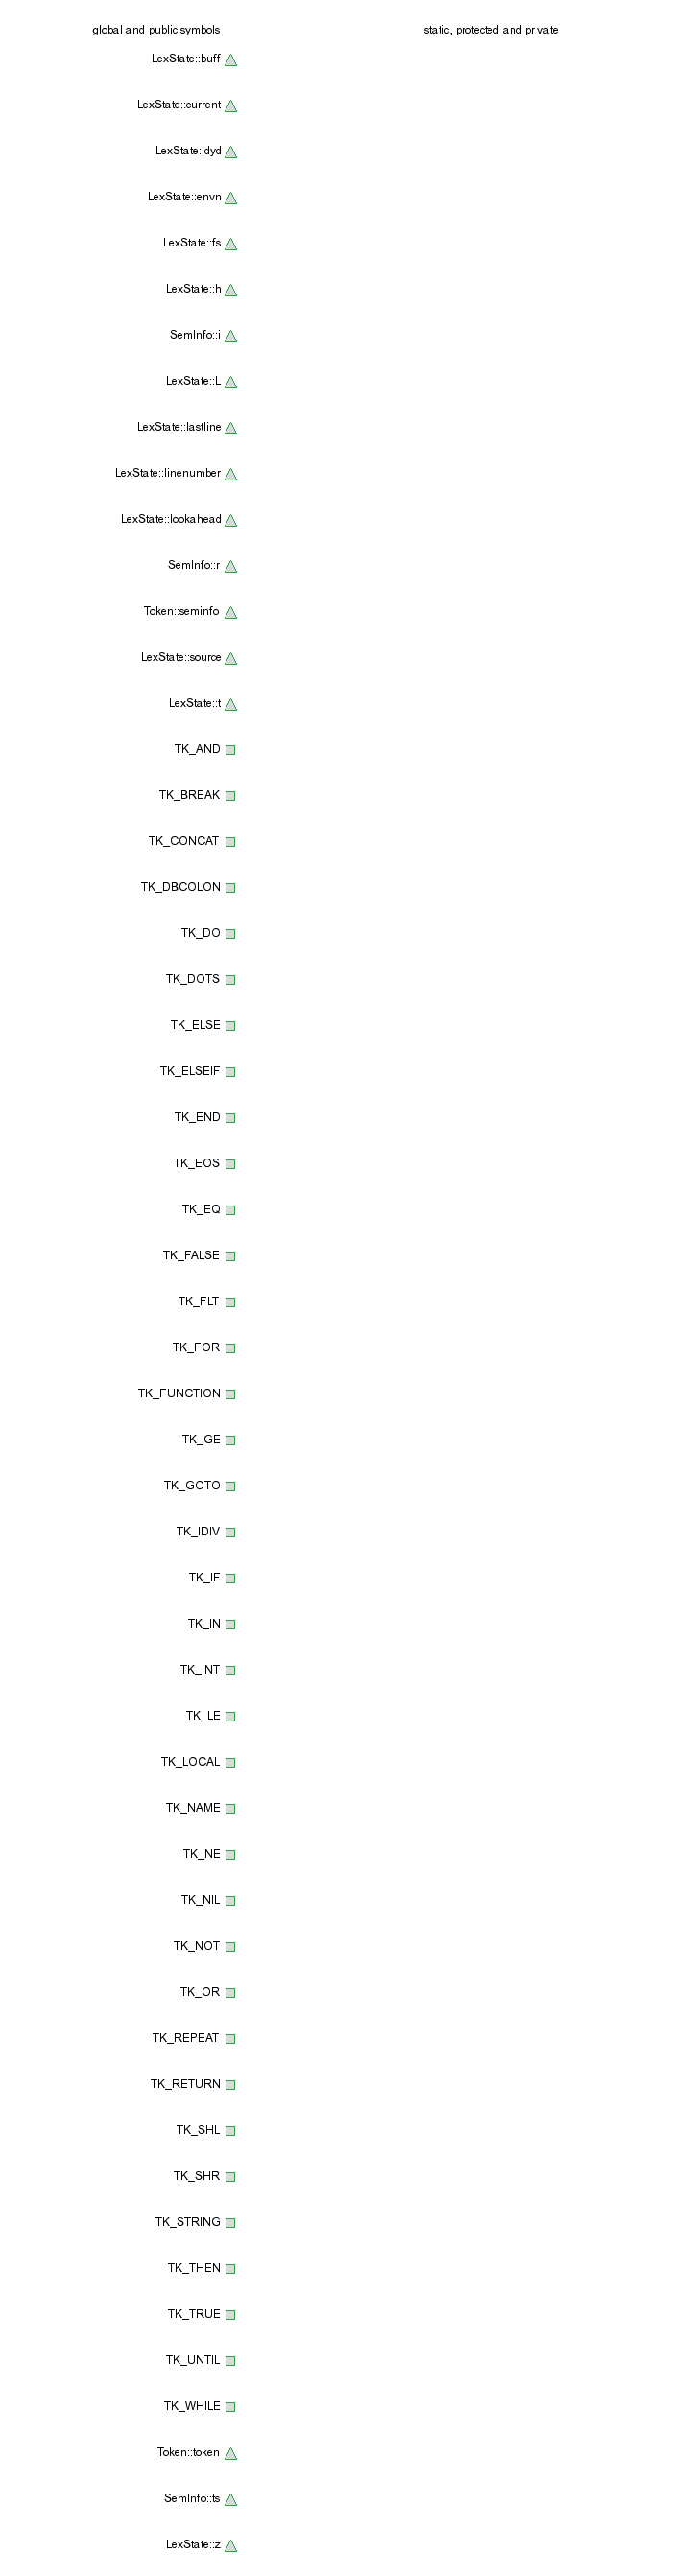 global and public symbols
static, protected and private
LexState::buff
LexState::current
LexState::dyd
LexState::envn
LexState::fs
LexState::h
SemInfo::i
LexState::L
LexState::lastline
LexState::linenumber
LexState::lookahead
SemInfo::r
Token::seminfo
LexState::source
LexState::t
TK_AND
TK_BREAK
TK_CONCAT
TK_DBCOLON
TK_DO
TK_DOTS
TK_ELSE
TK_ELSEIF
TK_END
TK_EOS
TK_EQ
TK_FALSE
TK_FLT
TK_FOR
TK_FUNCTION
TK_GE
TK_GOTO
TK_IDIV
TK_IF
TK_IN
TK_INT
TK_LE
TK_LOCAL
TK_NAME
TK_NE
TK_NIL
TK_NOT
TK_OR
TK_REPEAT
TK_RETURN
TK_SHL
TK_SHR
TK_STRING
TK_THEN
TK_TRUE
TK_UNTIL
TK_WHILE
Token::token
SemInfo::ts
LexState::z